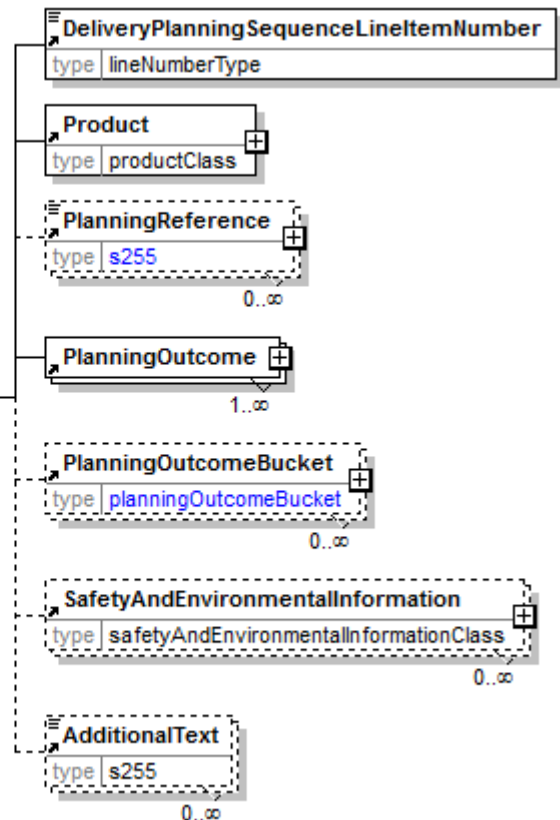 DeliveryPlanningSequenceLineItemNumber
type lineNumberType
Product
type productClass
PlanningReference
type s255
0..∞
PlanningOutcome
1..∞
PlanningOutcomeBucket
type planningOutcomeBucket
0..∞
SafetyAndEnvironmentalInformation
type safetyAndEnvironmentalInformationClass
0..∞
AdditionalText
type s255
0..∞